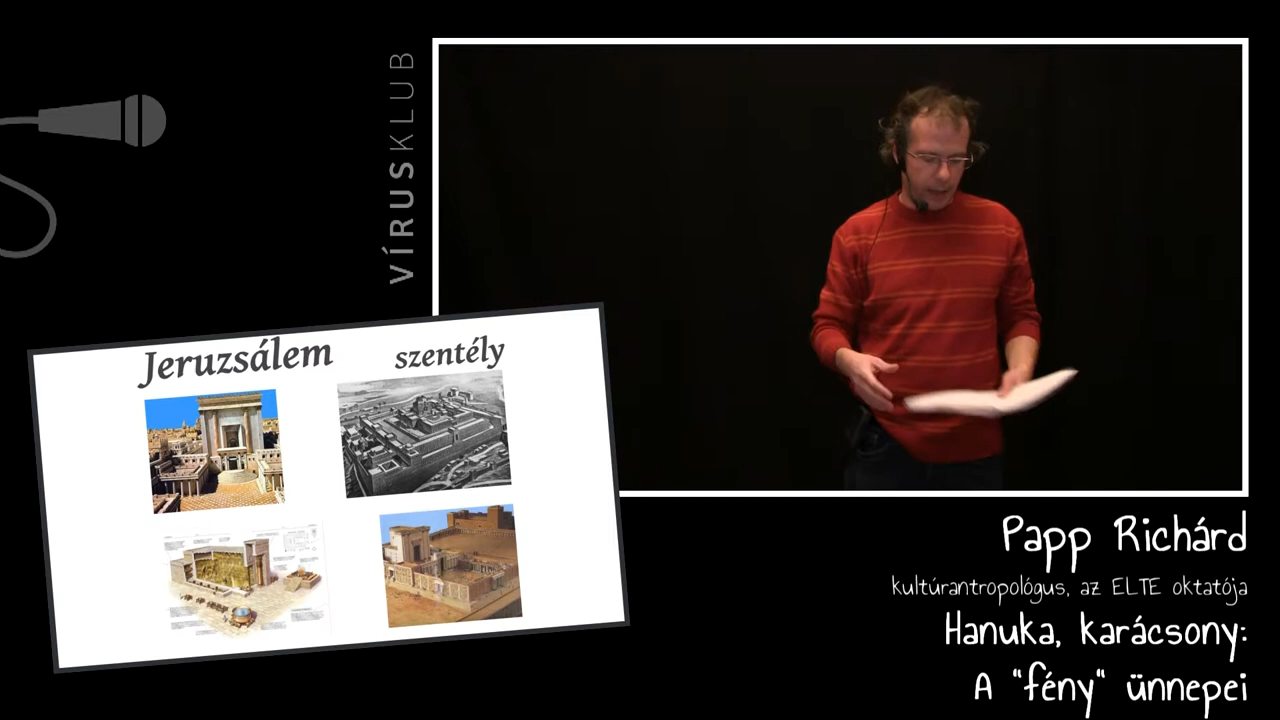 VÍRUSKLUB
Jeruzsálem szentély
Papp Richárd
kultúrantropológus, az ELTE oktatója
Hanuka, karácsony:
A "fény" ünnepei